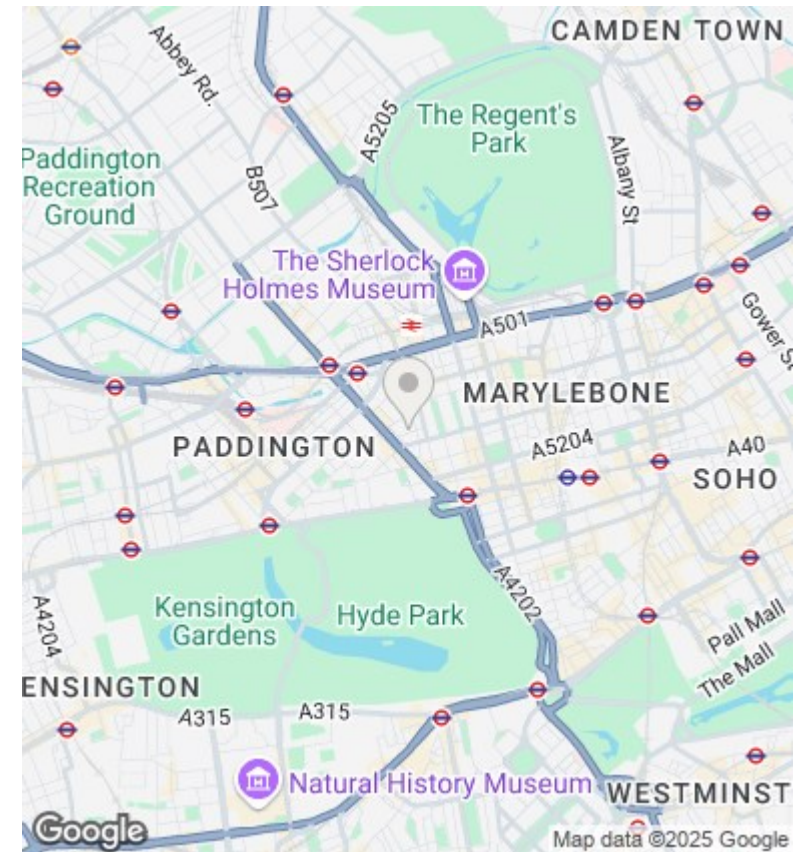 CAMDEN TOWN
Abbey Rd.
The Regent's
Park
A5205
Albany St
Paddington
Recreation
Ground
B507
The Sherlock
Holmes Museum
A501
Gower St
MARYLEBONE
PADDINGTON
A5204
A40
SOHO
A4202
Kensington
Gardens
Hyde Park
A4204
Pall Mall
The Mall
ENSINGTON
A315
A315
Natural History Museum
WESTMINST
Google
Map data ©2025 Google